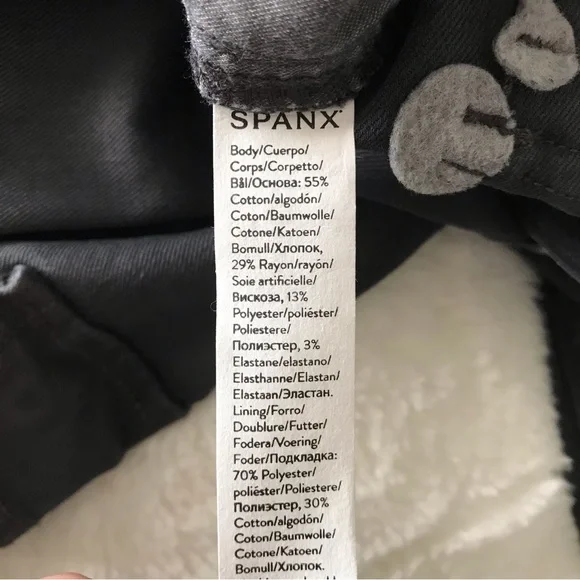 SPANX
Body/Cuerpo/
Corps/Corpetto/
Bål/Основа: 55%
Cotton/algodón/
Coton/Baumwolle/
Cotone/Katoen/
Bomull/Хлопок,
29% Rayon/rayón/
Soie artificielle/
Вискоза, 13%
Polyester/poliéster/
Poliestere/
Полиэстер, 3%
Elastane/elastano/
Elasthanne/Elastan/
Elastaan/Эластан.
Lining/Forro/
Doublure/Futter/
Fodera/Voering/
Foder/Подкладка:
70% Polyester/
poliéster/Poliestere/
Полиэстер, 30%
Cotton/algodón/
Coton/Baumwolle/
Cotone/Katoen/
Bomull/Хлопок.